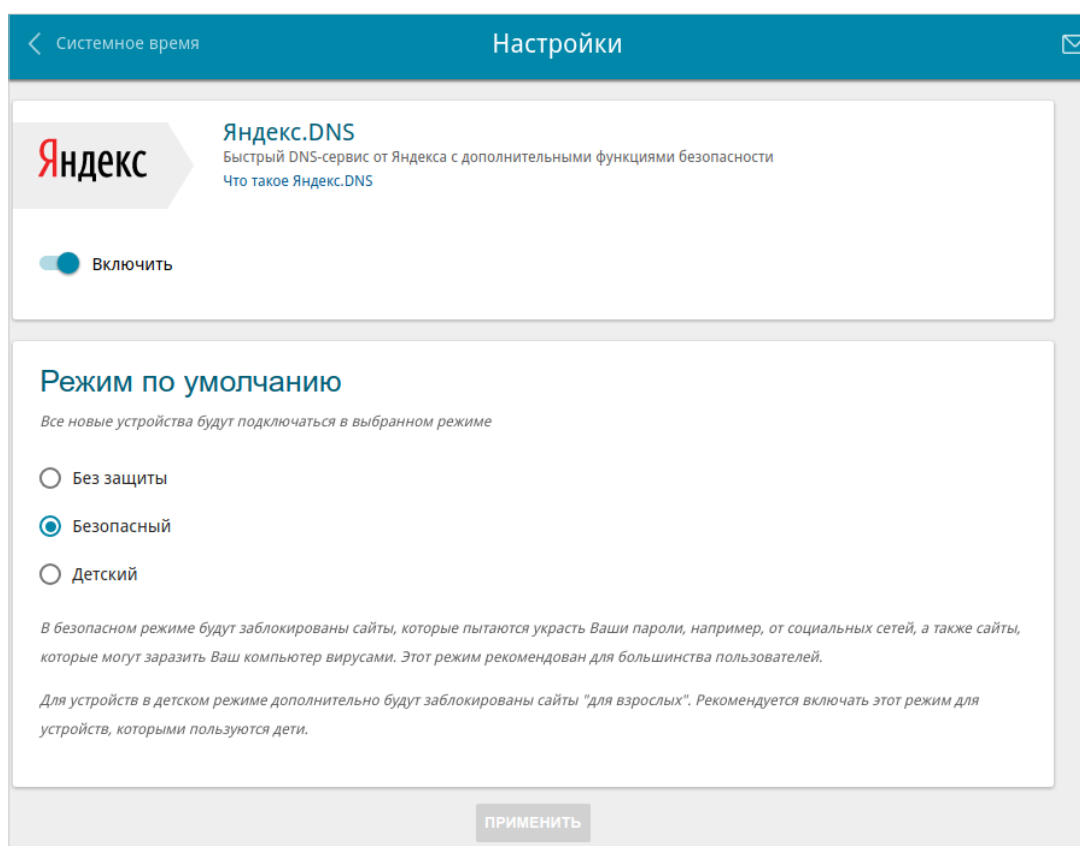 Системное время
Настройки
Яндекс
Яндекс.DNS
Быстрый DNS-сервис от Яндекса с дополнительными функциями безопасности
Что такое Яндекс.DNS
Включить
Режим по умолчанию
Все новые устройства будут подключаться в выбранном режиме
Без защиты
Безопасный
Детский
В безопасном режиме будут заблокированы сайты, которые пытаются украсть Ваши пароли, например, от социальных сетей, а также сайты,
которые могут заразить Ваш компьютер вирусами. Этот режим рекомендован для большинства пользователей.
Для устройств в детском режиме дополнительно будут заблокированы сайты "для взрослых". Рекомендуется включать этот режим для
устройств, которыми пользуются дети.
ПРИМЕНИТЬ